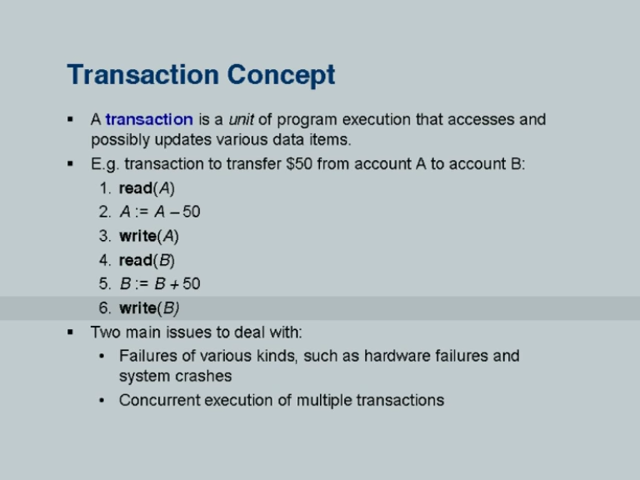 Transaction Concept
▪ A transaction is a unit of program execution that accesses and
possibly updates various data items.
▪ E.g. transaction to transfer $50 from account A to account B:
1. read(A)
2. A := A – 50
3. write(A)
4. read(B)
5. B := B + 50
6. write(B)
▪ Two main issues to deal with:
• Failures of various kinds, such as hardware failures and
system crashes
• Concurrent execution of multiple transactions